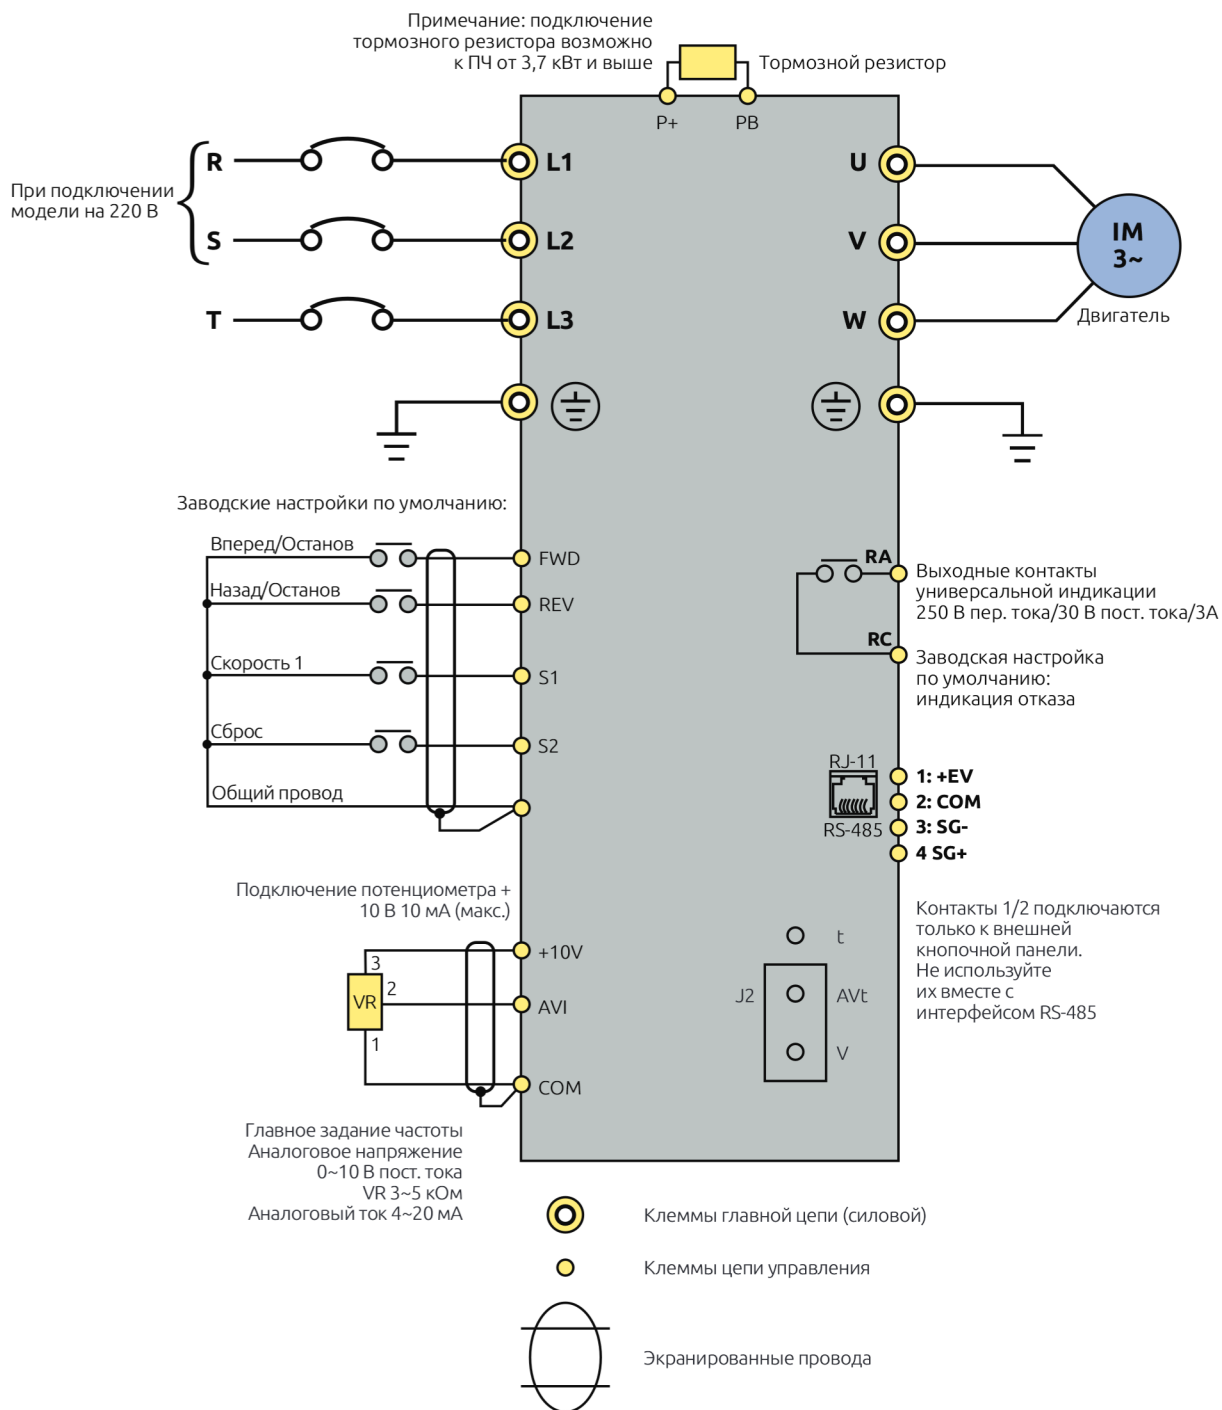 Примечание: подключение
тормозного резистора возможно
к ПЧ от 3,7 кВт и выше
Тормозной резистор
P+
PB
R
L1
U
При подключении
модели на 220 В
S
L2
V
IM
3~
T
L3
W
Двигатель
Заводские настройки по умолчанию:
Вперед/Останов
FWD
Назад/Останов
REV
Скорость 1
S1
Сброс
S2
Общий провод
RA
Выходные контакты
универсальной индикации
250 В пер. тока/30 В пост. тока/3А
RC
Заводская настройка
по умолчанию:
индикация отказа
RJ-11
RS-485
1: +EV
2: COM
3: SG-
4 SG+
Контакты 1/2 подключаются
только к внешней
кнопочной панели.
Не используйте
их вместе с
интерфейсом RS-485
Подключение потенциометра +
10 В 10 мА (макс.)
3
+10V
VR
2
AVI
1
COM
t
J2
AVt
V
Главное задание частоты
Аналоговое напряжение
0~10 В пост. тока
VR 3~5 кОм
Аналоговый ток 4~20 мА
Клеммы главной цепи (силовой)
Клеммы цепи управления
Экранированные провода